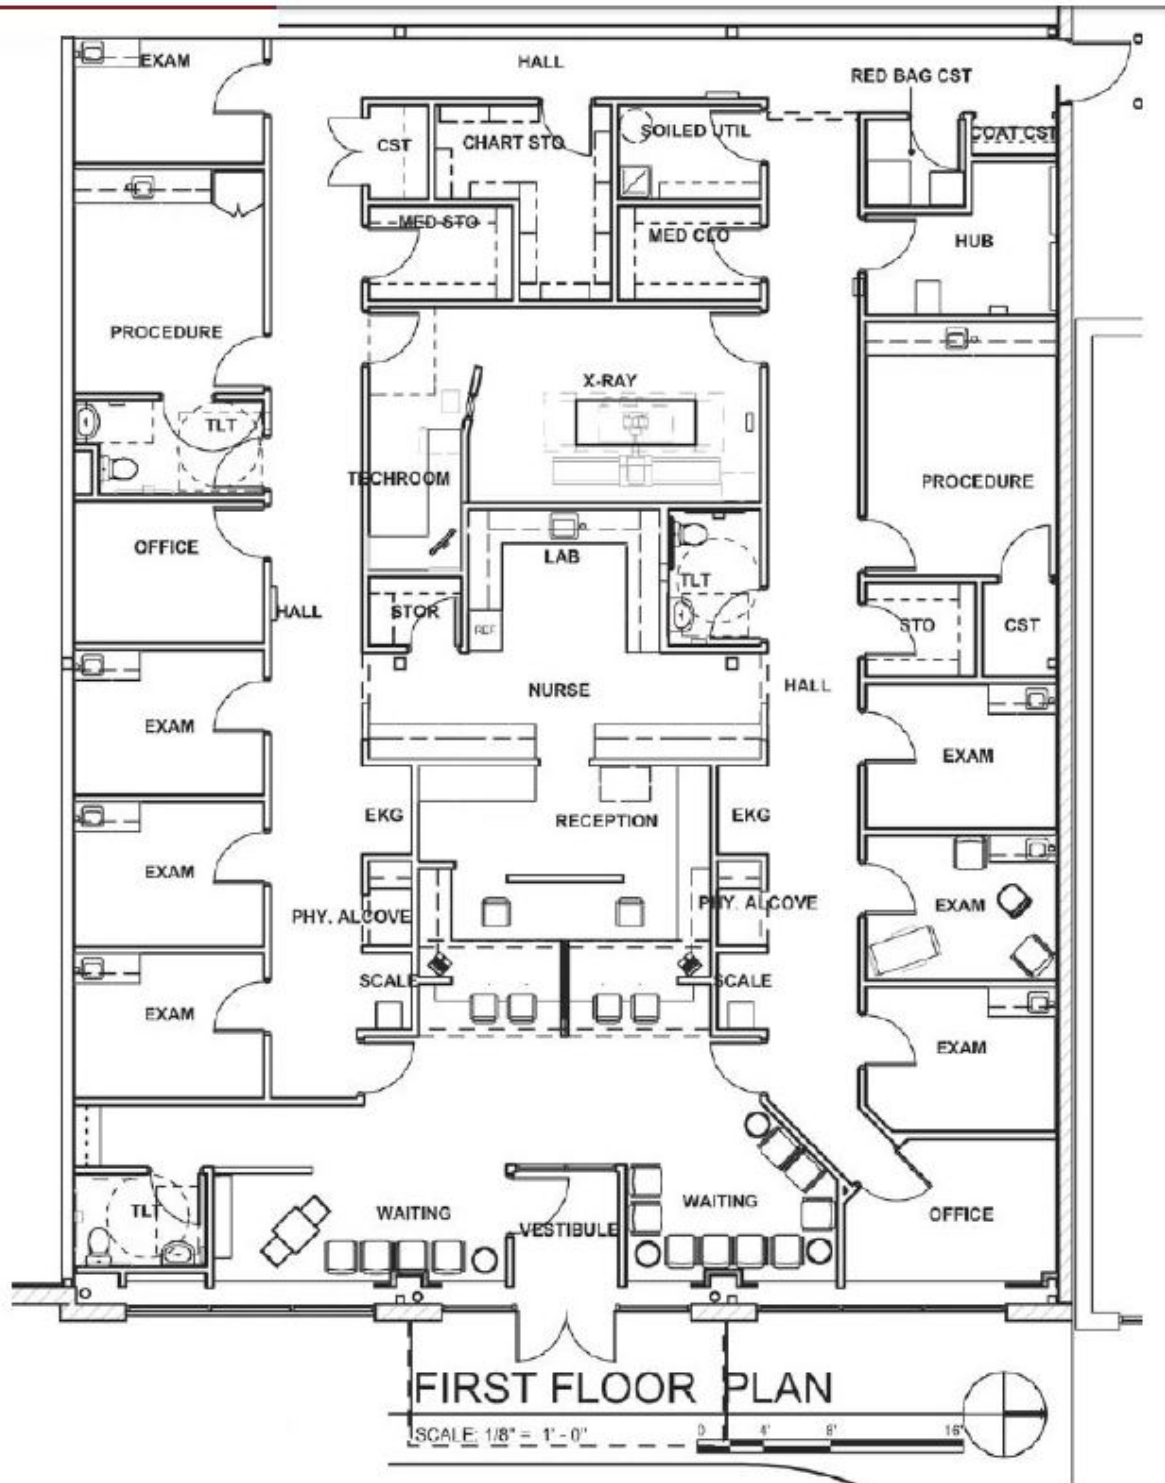 EXAM
HALL
RED BAG CST
CST
CHART STO
SOILED UTIL
COAT CST
MED STO
MED CLO
HUB
PROCEDURE
X-RAY
TLT
TECHROOM
PROCEDURE
OFFICE
LAB
TLT
HALL
STOR
REF
STO
CST
NURSE
HALL
EXAM
EXAM
EKG
RECEPTION
EKG
EXAM
PHY. ALCOVE
PHY. ALCOVE
EXAM
SCALE
SCALE
EXAM
EXAM
TLT
WAITING
VESTIBULE
WAITING
OFFICE
FIRST FLOOR PLAN
SCALE: 1/8" = 1' - 0"
0 4' 8' 16'